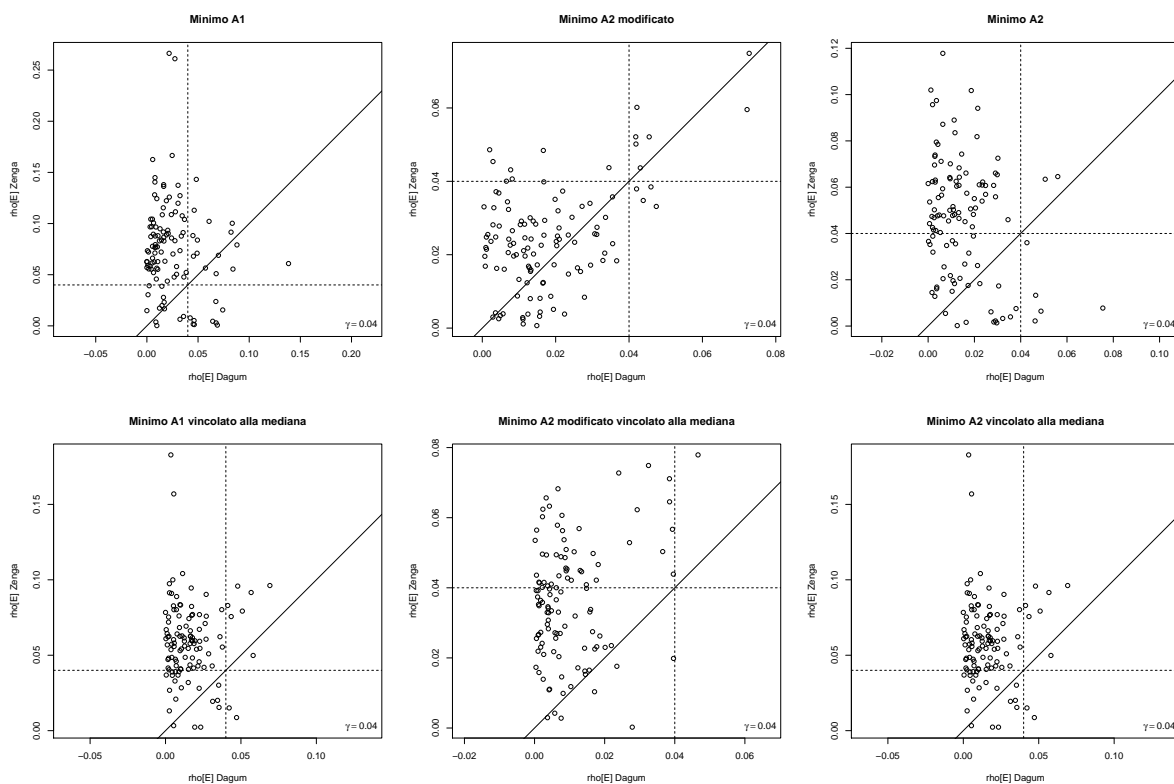 Minimo A1
rho[E] Zenga
0.00 0.05 0.10 0.15 0.20 0.25
−0.05 0.00 0.05 0.10 0.15 0.20
rho[E] Dagum
γ = 0.04
Minimo A2 modificato
rho[E] Zenga
0.00 0.02 0.04 0.06
0.00 0.02 0.04 0.06 0.08
rho[E] Dagum
γ = 0.04
Minimo A2
rho[E] Zenga
0.00 0.02 0.04 0.06 0.08 0.10 0.12
−0.02 0.00 0.02 0.04 0.06 0.08 0.10
rho[E] Dagum
γ = 0.04
Minimo A1 vincolato alla mediana
rho[E] Zenga
0.00 0.05 0.10 0.15
−0.05 0.00 0.05 0.10
rho[E] Dagum
γ = 0.04
Minimo A2 modificato vincolato alla mediana
rho[E] Zenga
0.00 0.02 0.04 0.06 0.08
−0.02 0.00 0.02 0.04 0.06
rho[E] Dagum
γ = 0.04
Minimo A2 vincolato alla mediana
rho[E] Zenga
0.00 0.05 0.10 0.15
−0.05 0.00 0.05 0.10
rho[E] Dagum
γ = 0.04